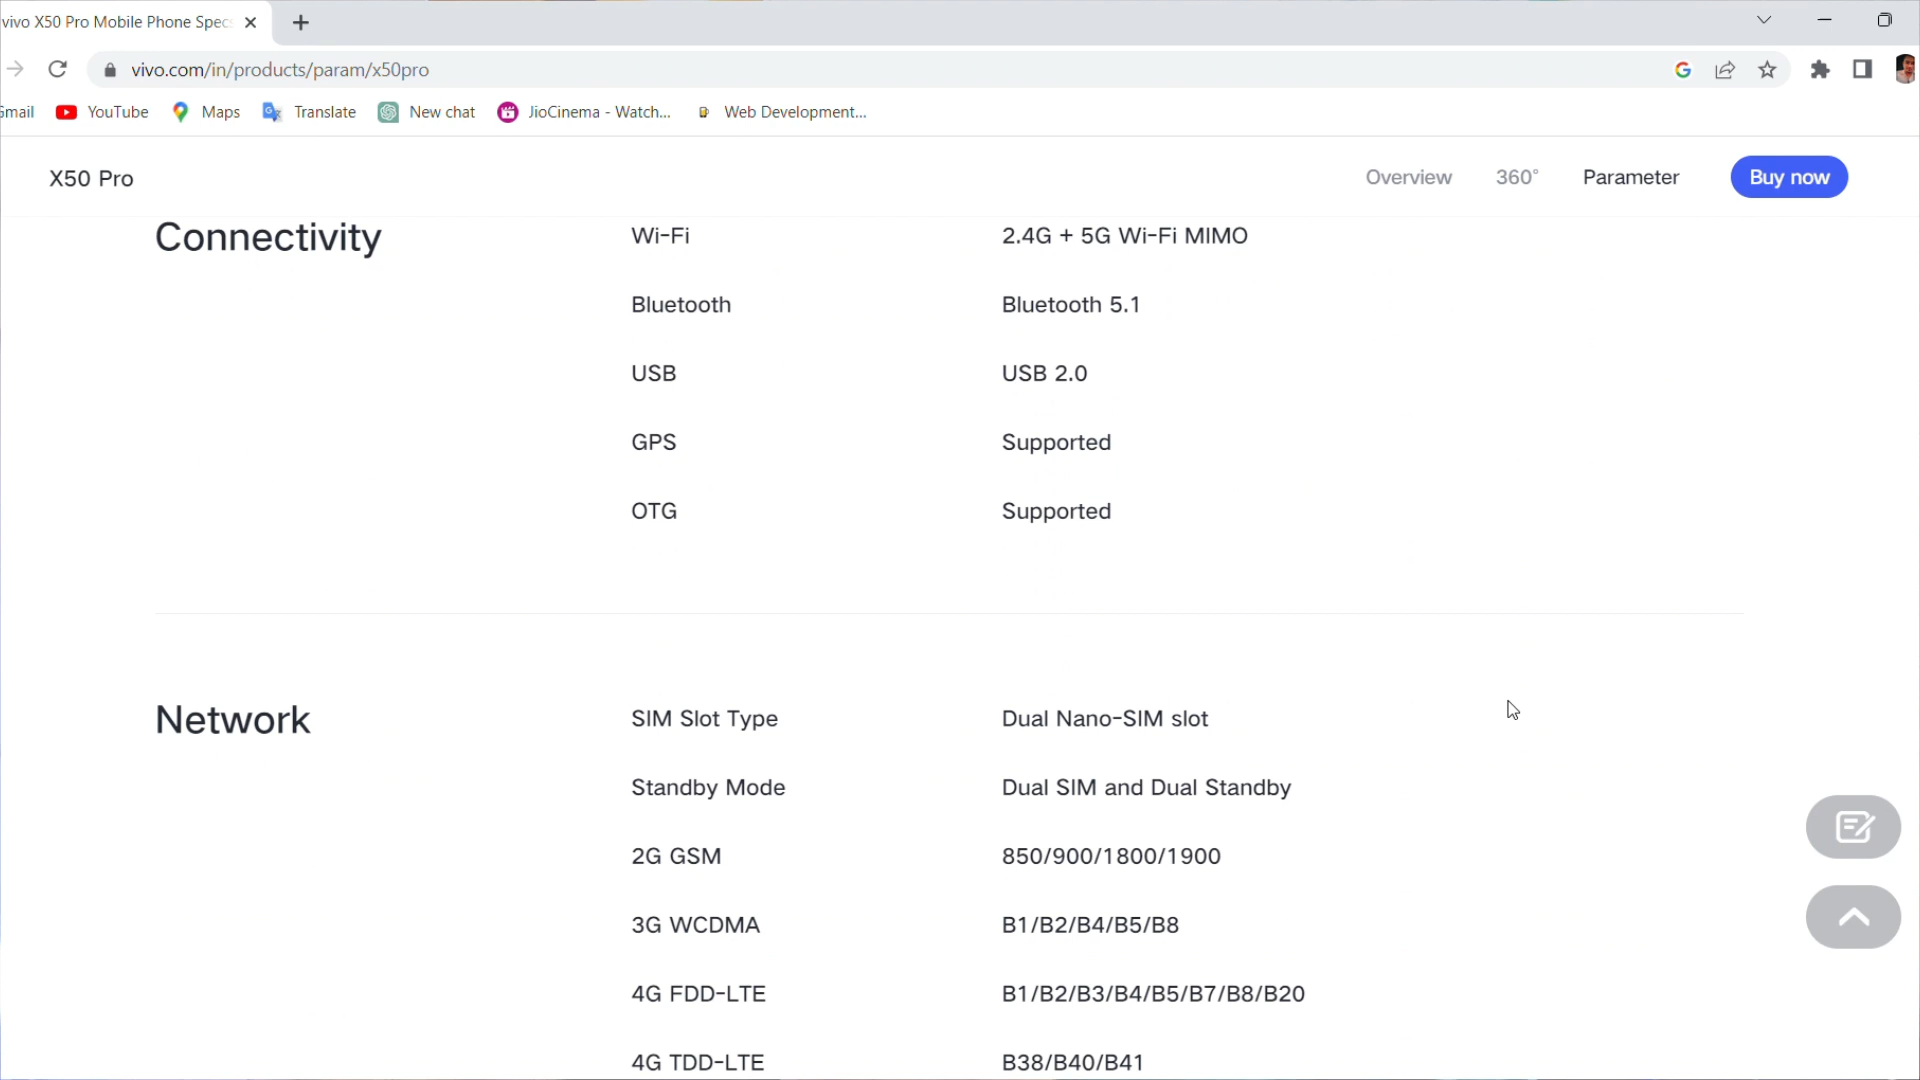 vivo X50 Pro Mobile Phone Specs
vivo.com/in/products/param/x50pro
Gmail YouTube Maps Translate New chat JioCinema - Watch... Web Development...
X50 Pro Overview 360° Parameter Buy now
Connectivity Wi-Fi 2.4G + 5G Wi-Fi MIMO
Bluetooth Bluetooth 5.1
USB USB 2.0
GPS Supported
OTG Supported
Network SIM Slot Type Dual Nano-SIM slot
Standby Mode Dual SIM and Dual Standby
2G GSM 850/900/1800/1900
3G WCDMA B1/B2/B4/B5/B8
4G FDD-LTE B1/B2/B3/B4/B5/B7/B8/B20
4G TDD-LTE B38/B40/B41